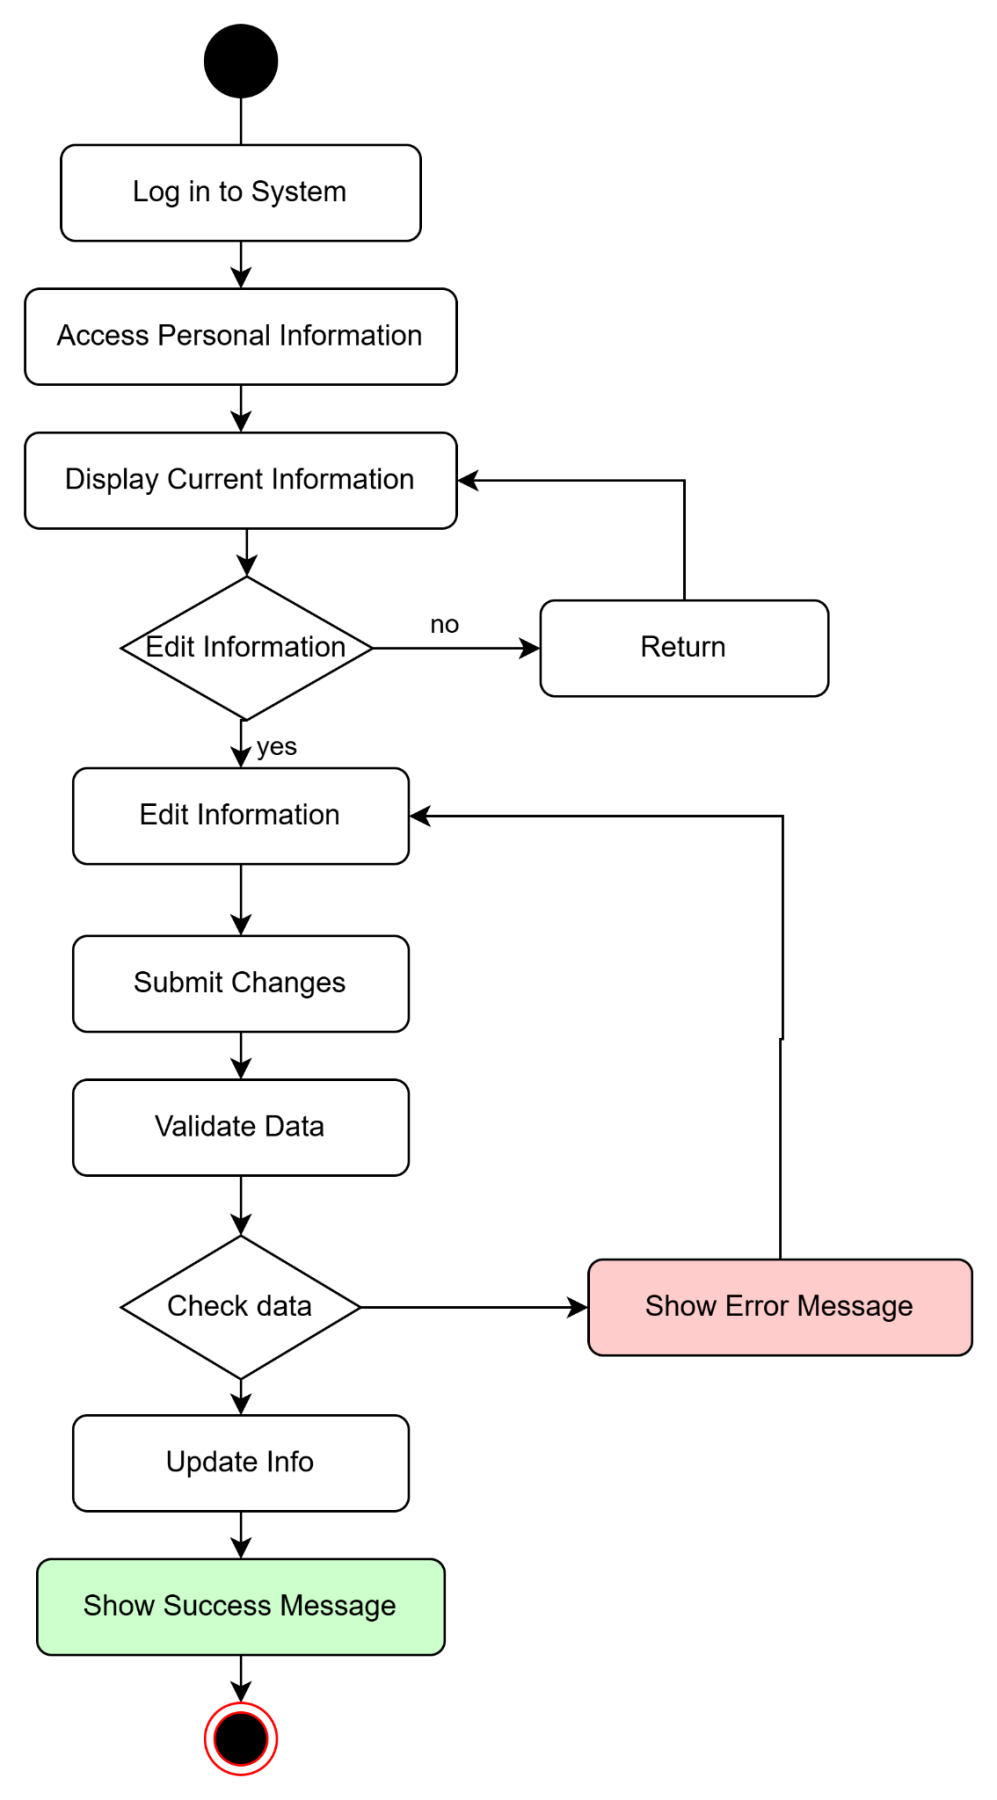 Log in to System
Access Personal Information
Display Current Information
Edit Information
no
Return
yes
Edit Information
Submit Changes
Validate Data
Check data
Show Error Message
Update Info
Show Success Message